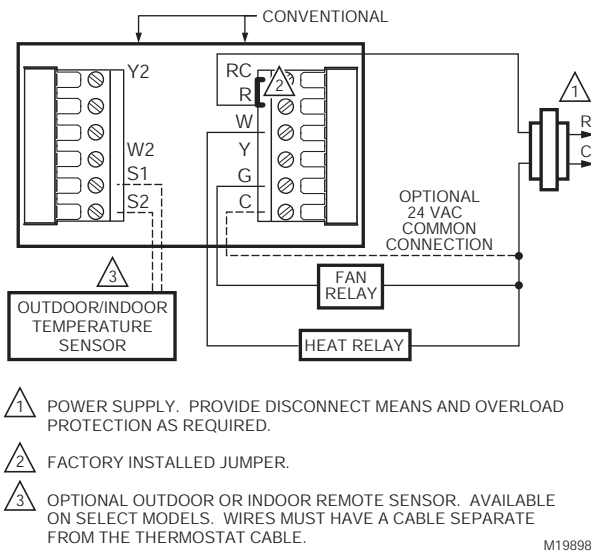 CONVENTIONAL
Y2
W2
S1
S2
RC
R
W
Y
G
C
2
1
R
C
OPTIONAL
24 VAC
COMMON
CONNECTION
3
FAN
RELAY
OUTDOOR/INDOOR
TEMPERATURE
SENSOR
HEAT RELAY
1 POWER SUPPLY. PROVIDE DISCONNECT MEANS AND OVERLOAD
PROTECTION AS REQUIRED.
2 FACTORY INSTALLED JUMPER.
3 OPTIONAL OUTDOOR OR INDOOR REMOTE SENSOR. AVAILABLE
ON SELECT MODELS. WIRES MUST HAVE A CABLE SEPARATE
FROM THE THERMOSTAT CABLE.
M19898